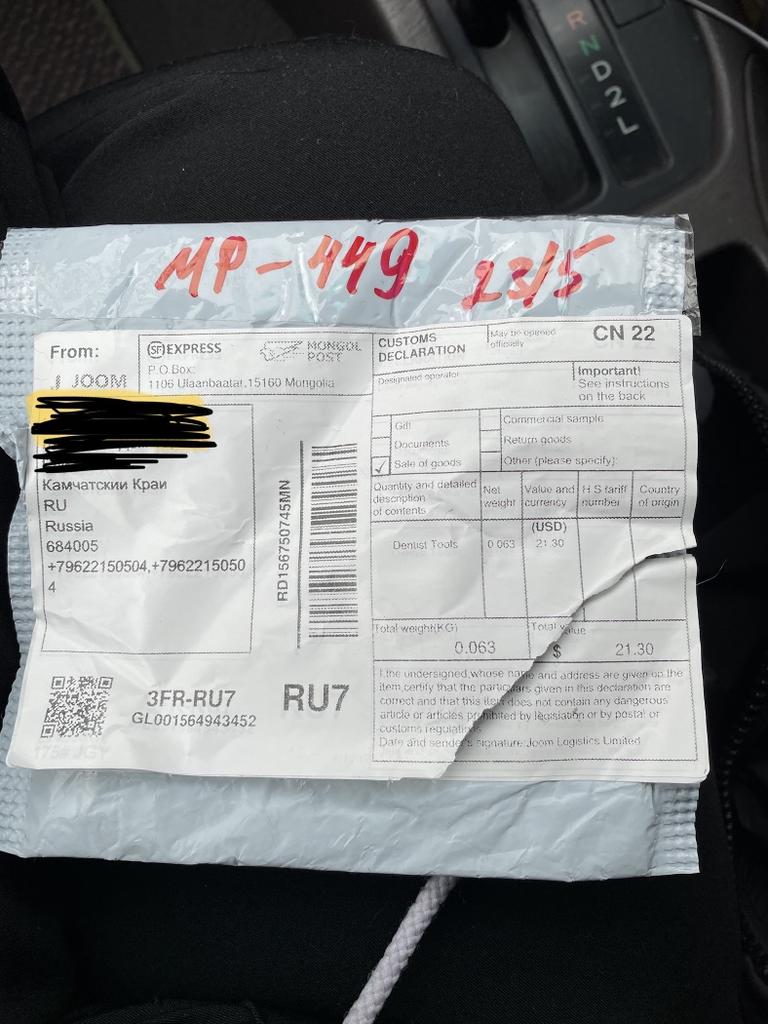 R
N
D
2
L
MP-449 23/5
From:
SF EXPRESS
MONGOL
POST
J JOOM
P.O.Box:
1106 Ulaanbaatar,15160 Mongolia
Камчатскии Краи
RU
Russia
684005
+79622150504,+7962215050
4
RD156750745MN
3FR-RU7
GL001564943452
RU7
175# JGY
CUSTOMS
DECLARATION
May be opened
officially
CN 22
Designated operator
Important!
See instructions
on the back
Gift
Commercial sample
Documents
Return goods
✓ Sale of goods
Other (please specify):
Quantity and detailed
description
of contents
Net
weight
Value and
currency
(USD)
H S tariff
number
Country
of origin
Dentist Tools 0.063 21.30
Total weight(KG)
0.063
Total value
$ 21.30
I,the undersigned,whose name and address are given on the
item,certify that the particulars given in this declaration are
correct and that this item does not contain any dangerous
article or articles prohibited by legislation or by postal or
customs regulations
Date and sender's signature:Joom Logistics Limited